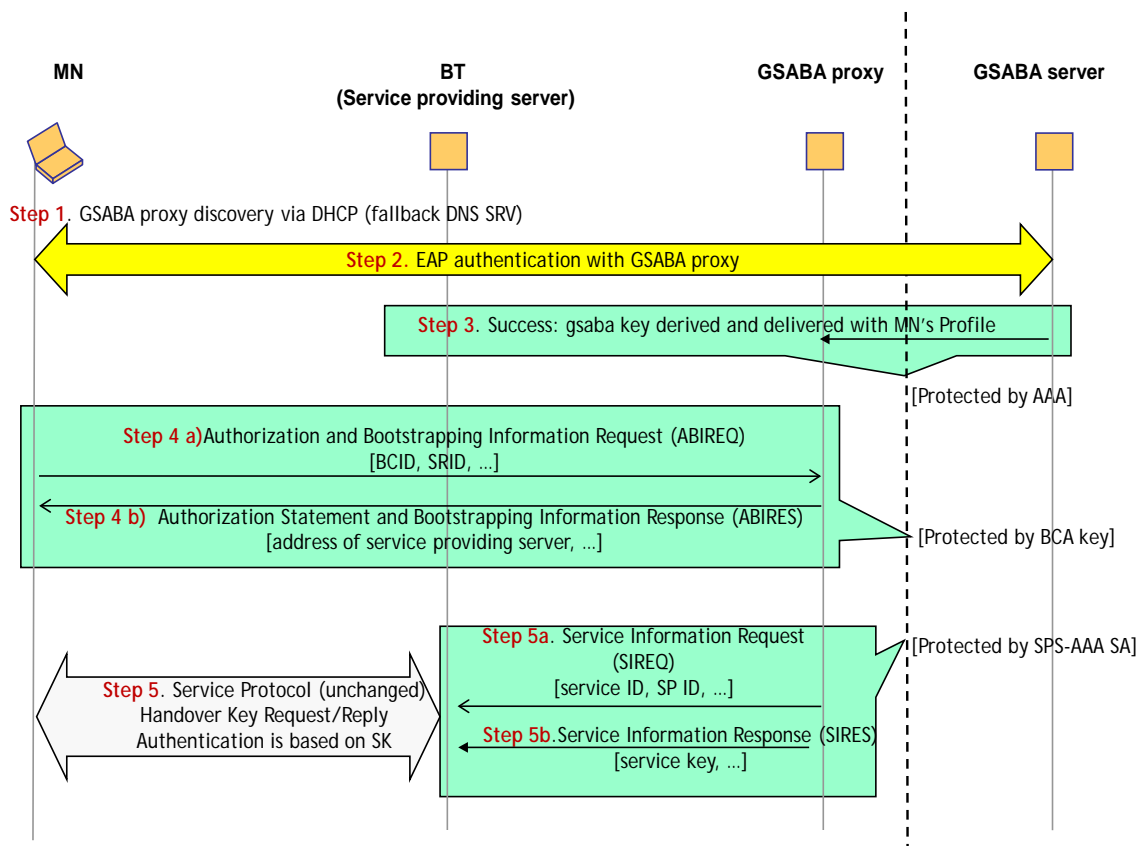 MN
BT
(Service providing server)
GSABA proxy
GSABA server
Step 1. GSABA proxy discovery via DHCP (fallback DNS SRV)
Step 2. EAP authentication with GSABA proxy
Step 3. Success: gsaba key derived and delivered with MN's Profile
[Protected by AAA]
Step 4 a)Authorization and Bootstrapping Information Request (ABIREQ)
[BCID, SRID, ...]
Step 4 b) Authorization Statement and Bootstrapping Information Response (ABIRES)
[address of service providing server, ...]
[Protected by BCA key]
Step 5a. Service Information Request
(SIREQ)
[service ID, SP ID, ...]
[Protected by SPS-AAA SA]
Step 5. Service Protocol (unchanged)
Handover Key Request/Reply
Authentication is based on SK
Step 5b.Service Information Response (SIRES)
[service key, ...]